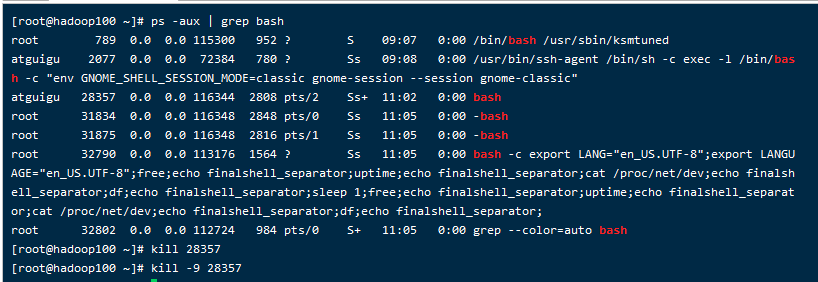 [root@hadoop100 ~]# ps -aux | grep bash
root        789  0.0  0.0 115300   952 ?        S    09:07   0:00 /bin/bash /usr/sbin/ksmtuned
atguigu    2077  0.0  0.0  72384   780 ?        Ss   09:08   0:00 /usr/bin/ssh-agent /bin/sh -c exec -l /bin/bas
h -c "env GNOME_SHELL_SESSION_MODE=classic gnome-session --session gnome-classic"
atguigu   28357  0.0  0.0 116344  2808 pts/2    Ss+  11:02   0:00 bash
root      31834  0.0  0.0 116348  2848 pts/0    Ss   11:05   0:00 -bash
root      31875  0.0  0.0 116348  2816 pts/1    Ss   11:05   0:00 -bash
root      32790  0.0  0.0 113176  1564 ?        Ss   11:05   0:00 bash -c export LANG="en_US.UTF-8";export LANGU
AGE="en_US.UTF-8";free;echo finalshell_separator;uptime;echo finalshell_separator;cat /proc/net/dev;echo finalsh
ell_separator;df;echo finalshell_separator;sleep 1;free;echo finalshell_separator;uptime;echo finalshell_separat
or;cat /proc/net/dev;echo finalshell_separator;df;echo finalshell_separator;
root      32802  0.0  0.0 112724   984 pts/0    S+   11:05   0:00 grep --color=auto bash
[root@hadoop100 ~]# kill 28357
[root@hadoop100 ~]# kill -9 28357